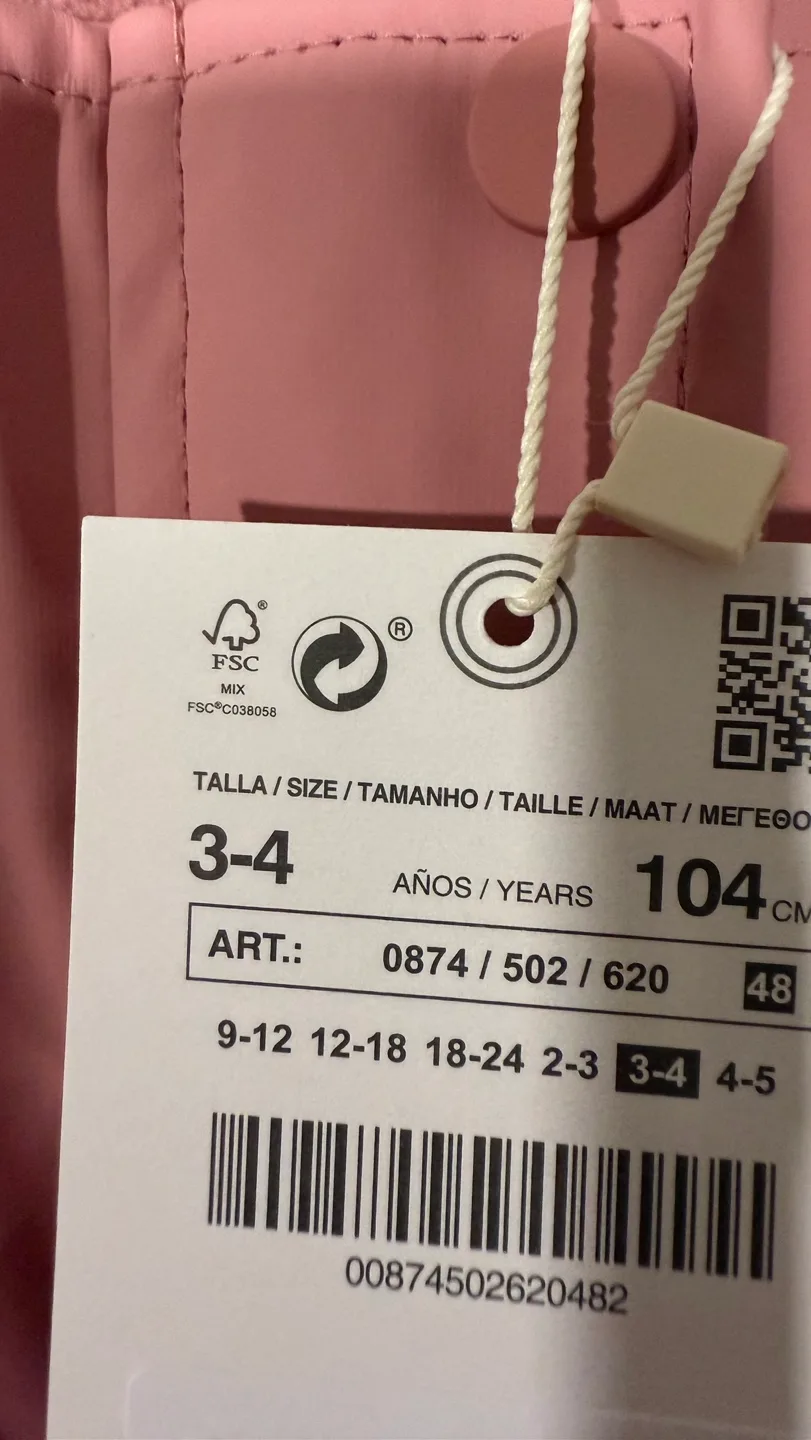 ®
FSC
MIX
FSC®C038058
®
TALLA / SIZE / TAMANHO / TAILLE / MAAT / ΜΕΓΕΘΟ
3-4 AÑOS / YEARS 104 CM
ART.: 0874 / 502 / 620 48
9-12 12-18 18-24 2-3 3-4 4-5
00874502620482